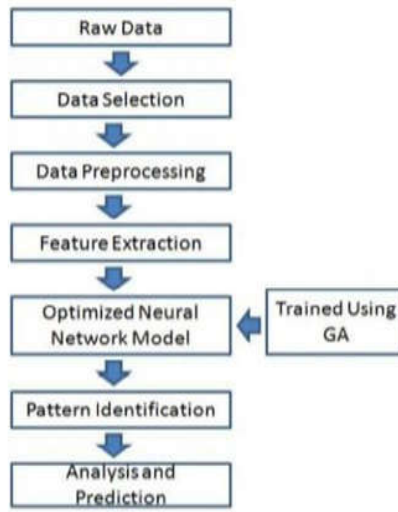 Raw Data
Data Selection
Data Preprocessing
Feature Extraction
Optimized Neural
Network Model
Trained Using
GA
Pattern Identification
Analysis and
Prediction